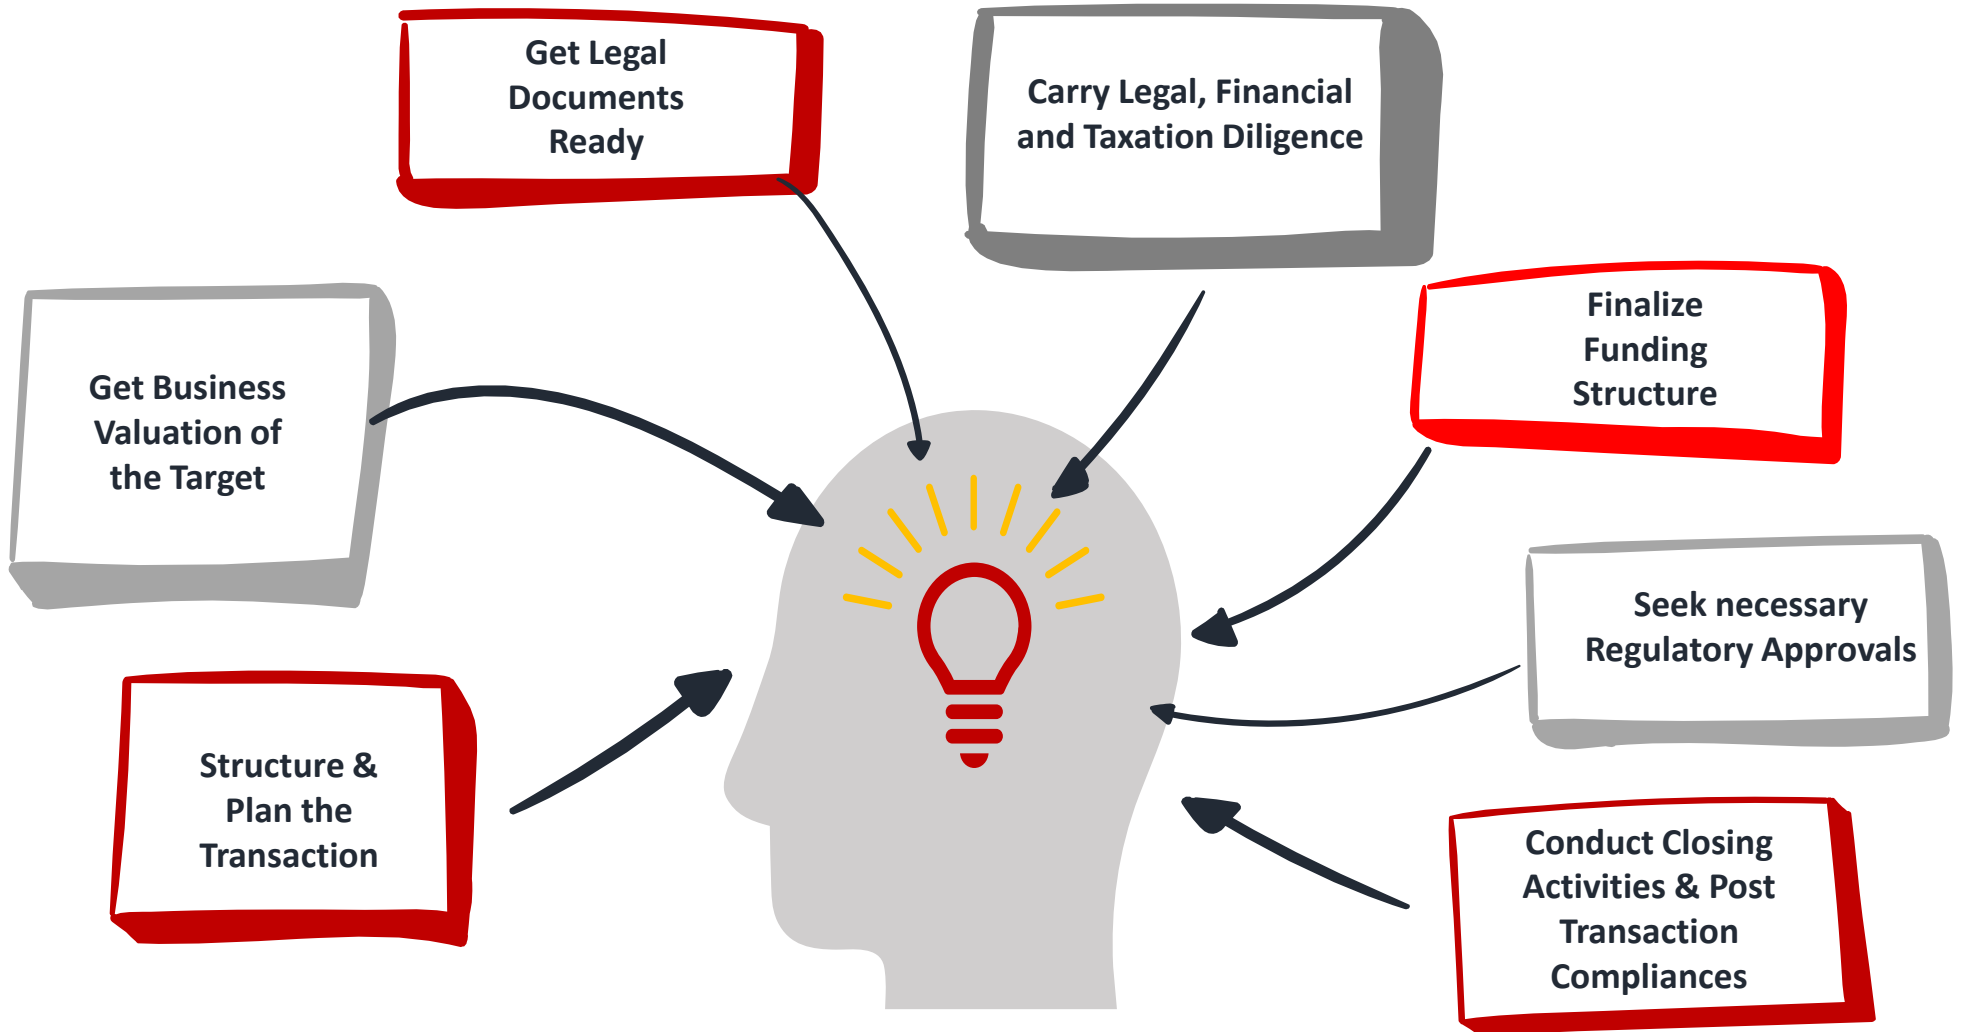 Get Legal
Documents
Ready
Carry Legal, Financial
and Taxation Diligence
Finalize
Funding
Structure
Get Business
Valuation of
the Target
Seek necessary
Regulatory Approvals
Structure &
Plan the
Transaction
Conduct Closing
Activities & Post
Transaction
Compliances